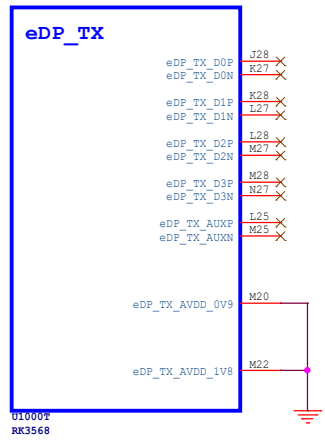 eDP_TX
eDP_TX_D0P J28
eDP_TX_D0N K27
eDP_TX_D1P K28
eDP_TX_D1N L27
eDP_TX_D2P L28
eDP_TX_D2N M27
eDP_TX_D3P M28
eDP_TX_D3N N27
eDP_TX_AUXP L25
eDP_TX_AUXN M25
eDP_TX_AVDD_0V9 M20
eDP_TX_AVDD_1V8 M22
U1000T
RK3568